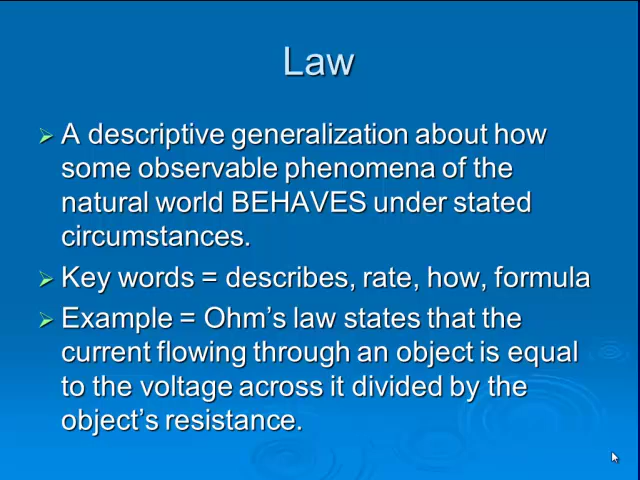 Law
A descriptive generalization about how
some observable phenomena of the
natural world BEHAVES under stated
circumstances.
Key words = describes, rate, how, formula
Example = Ohm’s law states that the
current flowing through an object is equal
to the voltage across it divided by the
object’s resistance.